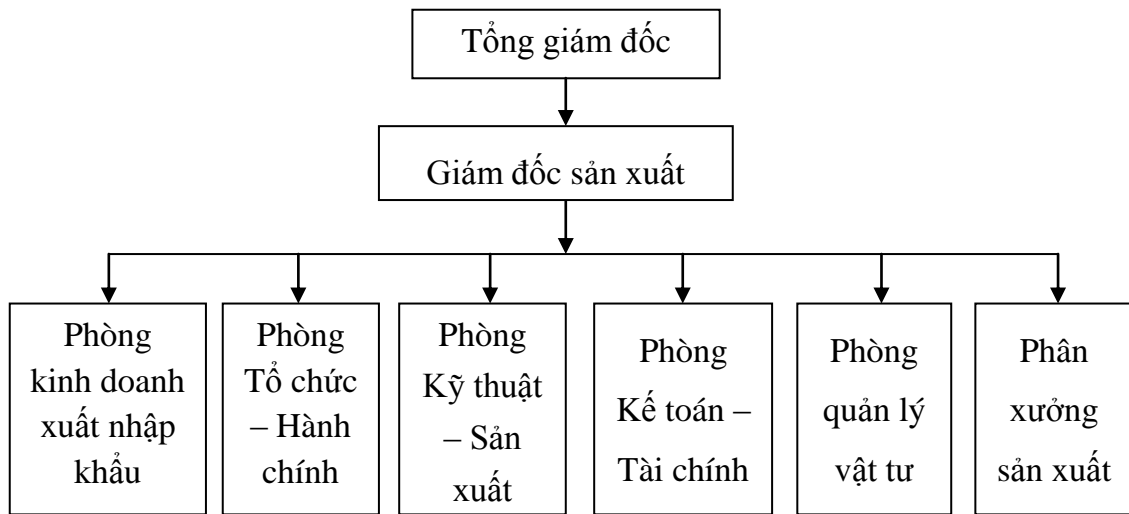 Tổng giám đốc
Giám đốc sản xuất
Phòng
kinh doanh
xuất nhập
khẩu
Phòng
Tổ chức
– Hành
chính
Phòng
Kỹ thuật
– Sản
xuất
Phòng
Kế toán –
Tài chính
Phòng
quản lý
vật tư
Phân
xưởng
sản xuất